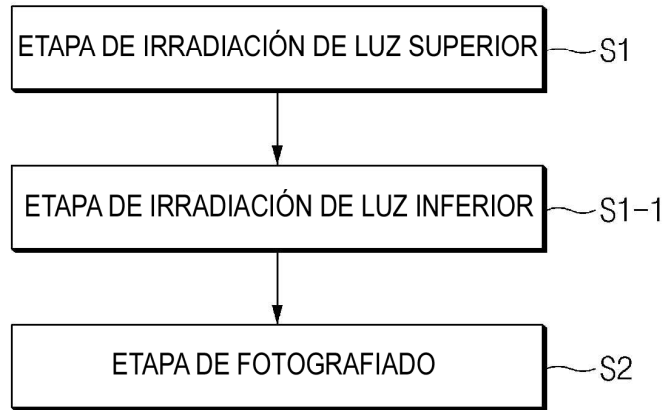 ETAPA DE IRRADIACIÓN DE LUZ SUPERIOR S1
ETAPA DE IRRADIACIÓN DE LUZ INFERIOR S1-1
ETAPA DE FOTOGRAFIADO S2